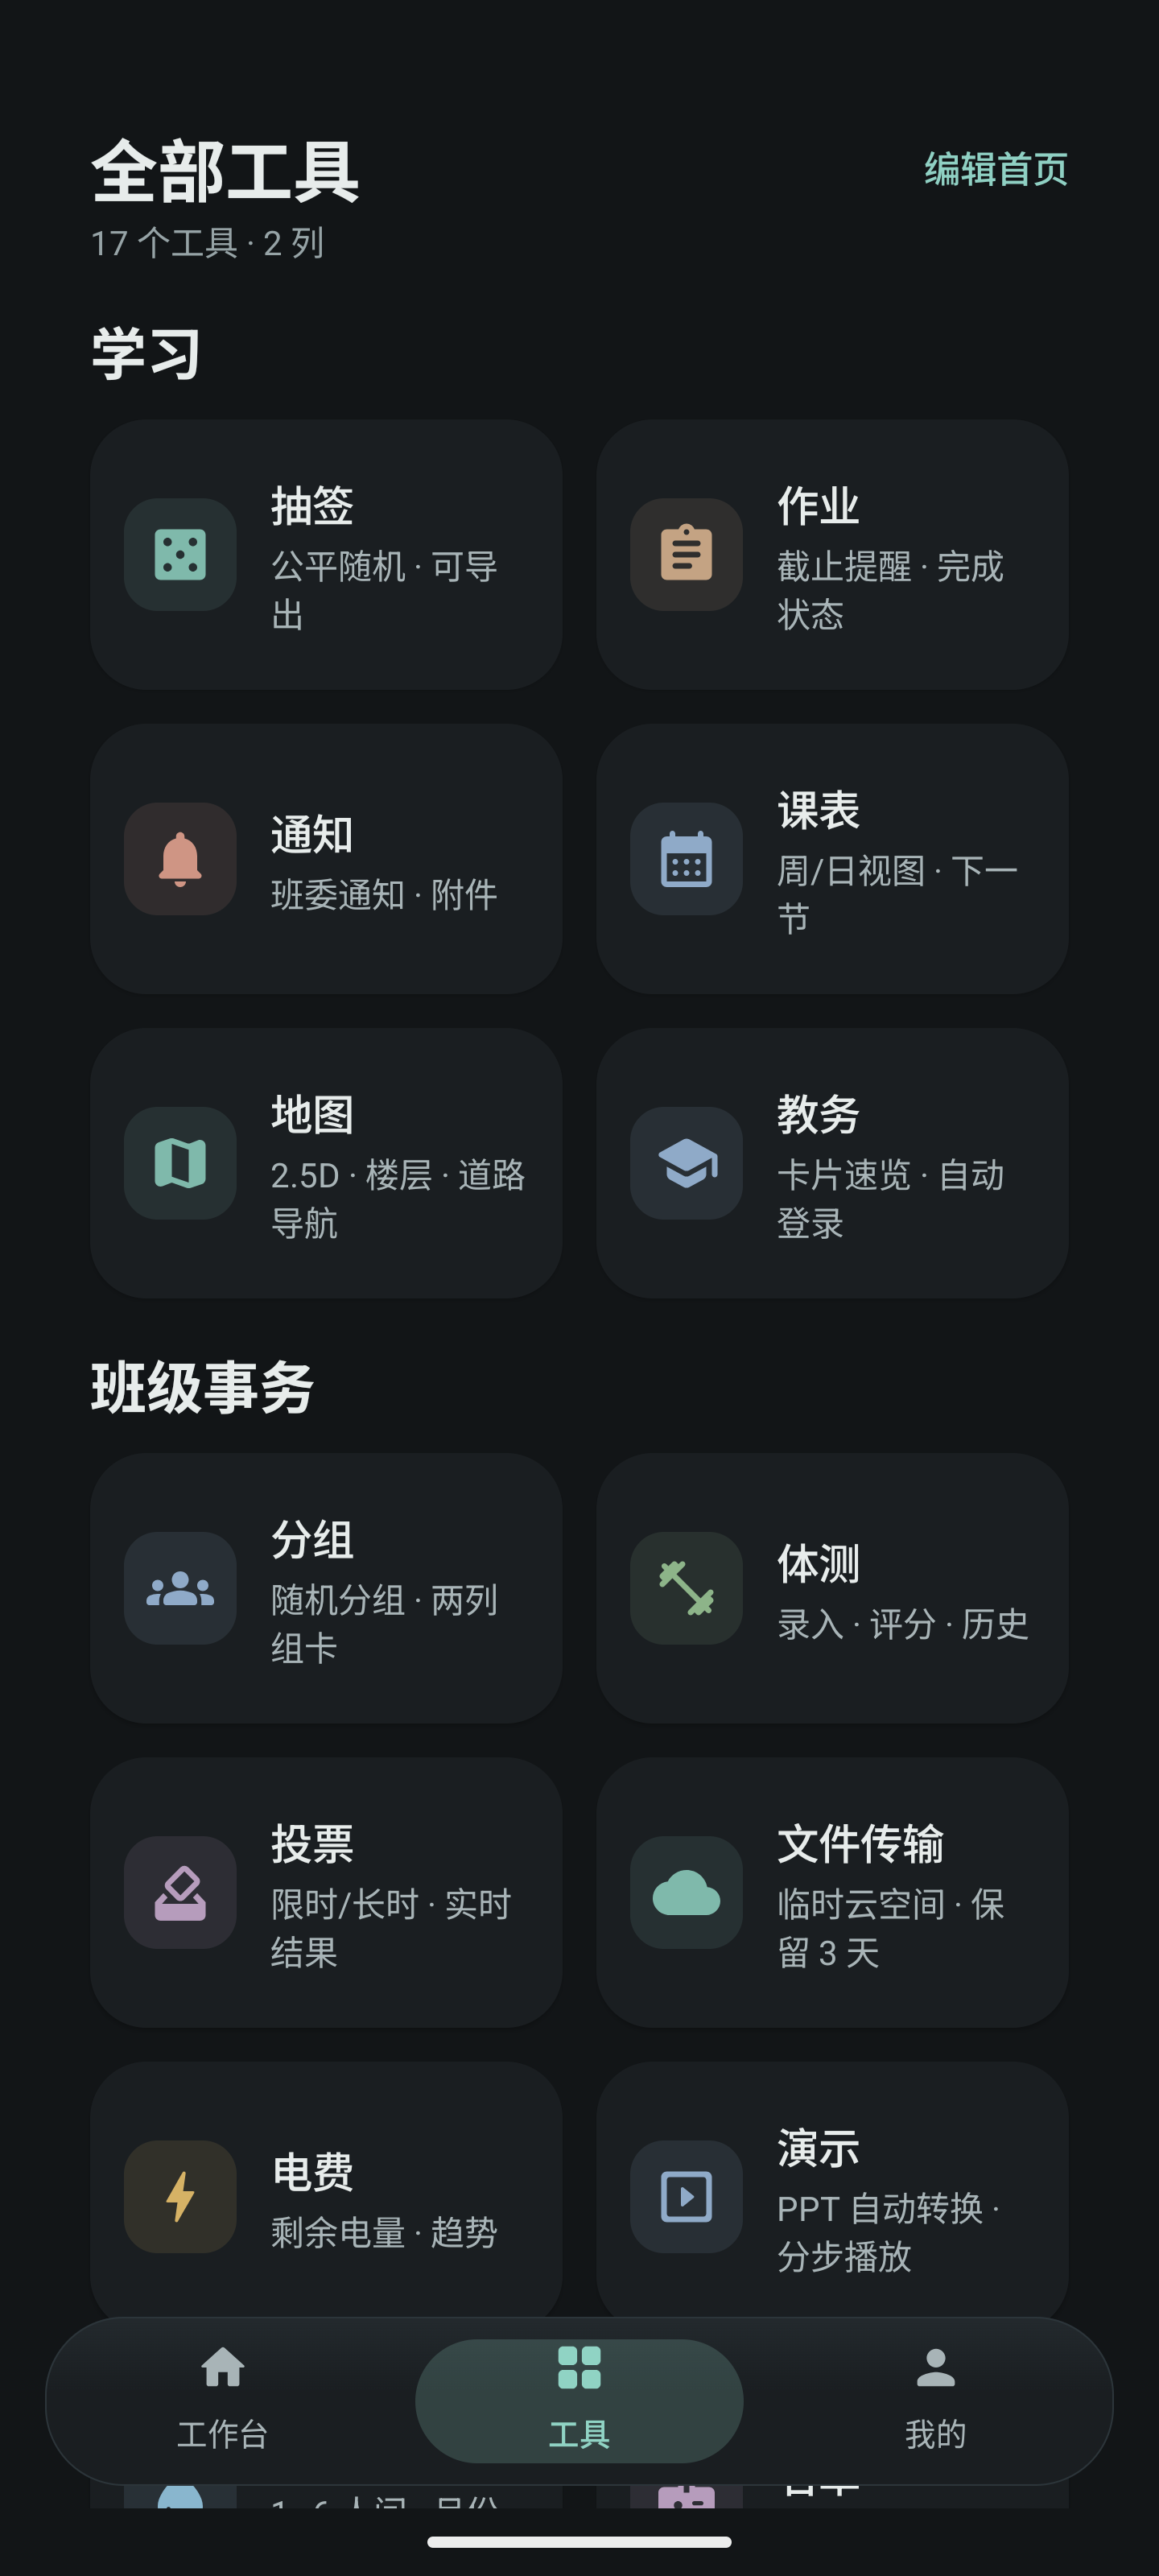 全部工具
编辑首页
17 个工具 · 2 列
学习
抽签
公平随机 · 可导
出
作业
截止提醒 · 完成
状态
通知
班委通知 · 附件
课表
周/日视图 · 下一
节
地图
2.5D · 楼层 · 道路
导航
教务
卡片速览 · 自动
登录
班级事务
分组
随机分组 · 两列
组卡
体测
录入 · 评分 · 历史
投票
限时/长时 · 实时
结果
文件传输
临时云空间 · 保
留 3 天
电费
剩余电量 · 趋势
演示
PPT 自动转换 ·
分步播放
工作台
工具
我的